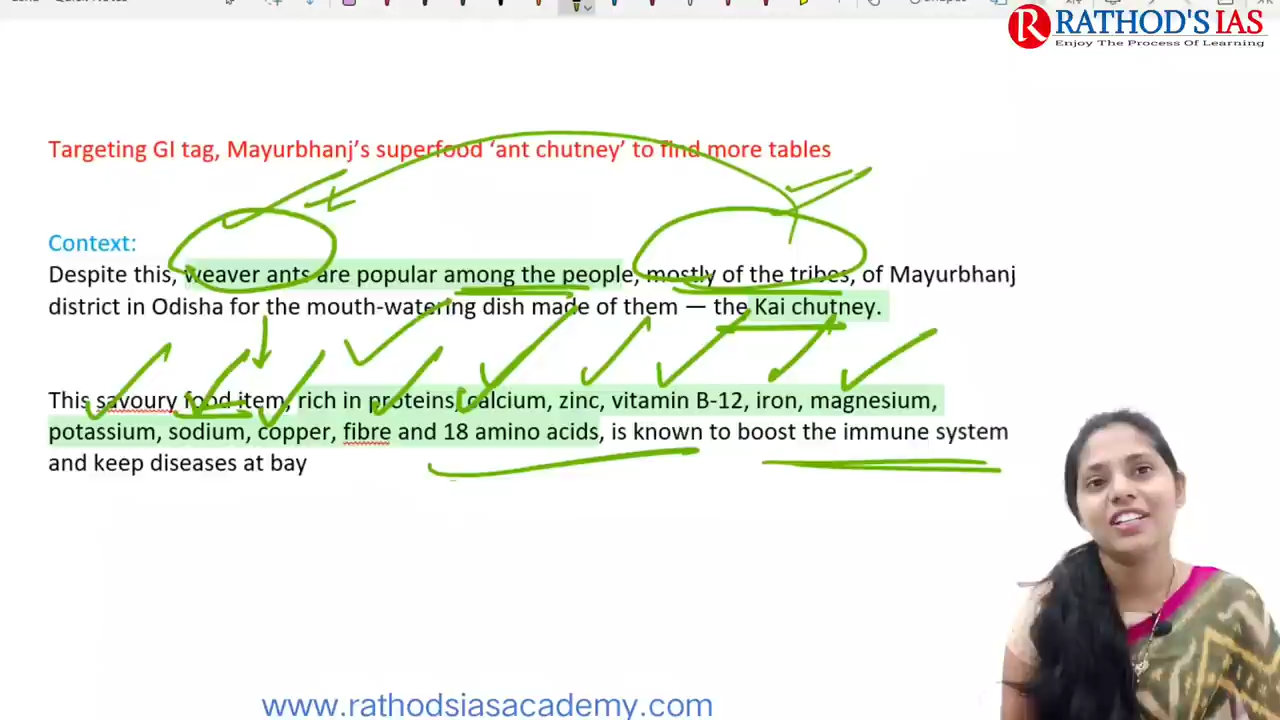 RATHOD'S IAS
Enjoy The Process Of Learning
Targeting GI tag, Mayurbhanj's superfood 'ant chutney' to find more tables
Context:
Despite this, weaver ants are popular among the people, mostly of the tribes, of Mayurbhanj
district in Odisha for the mouth-watering dish made of them — the Kai chutney.
This savoury food item, rich in proteins, calcium, zinc, vitamin B-12, iron, magnesium,
potassium, sodium, copper, fibre and 18 amino acids, is known to boost the immune system
and keep diseases at bay
www.rathodsiasacademy.com